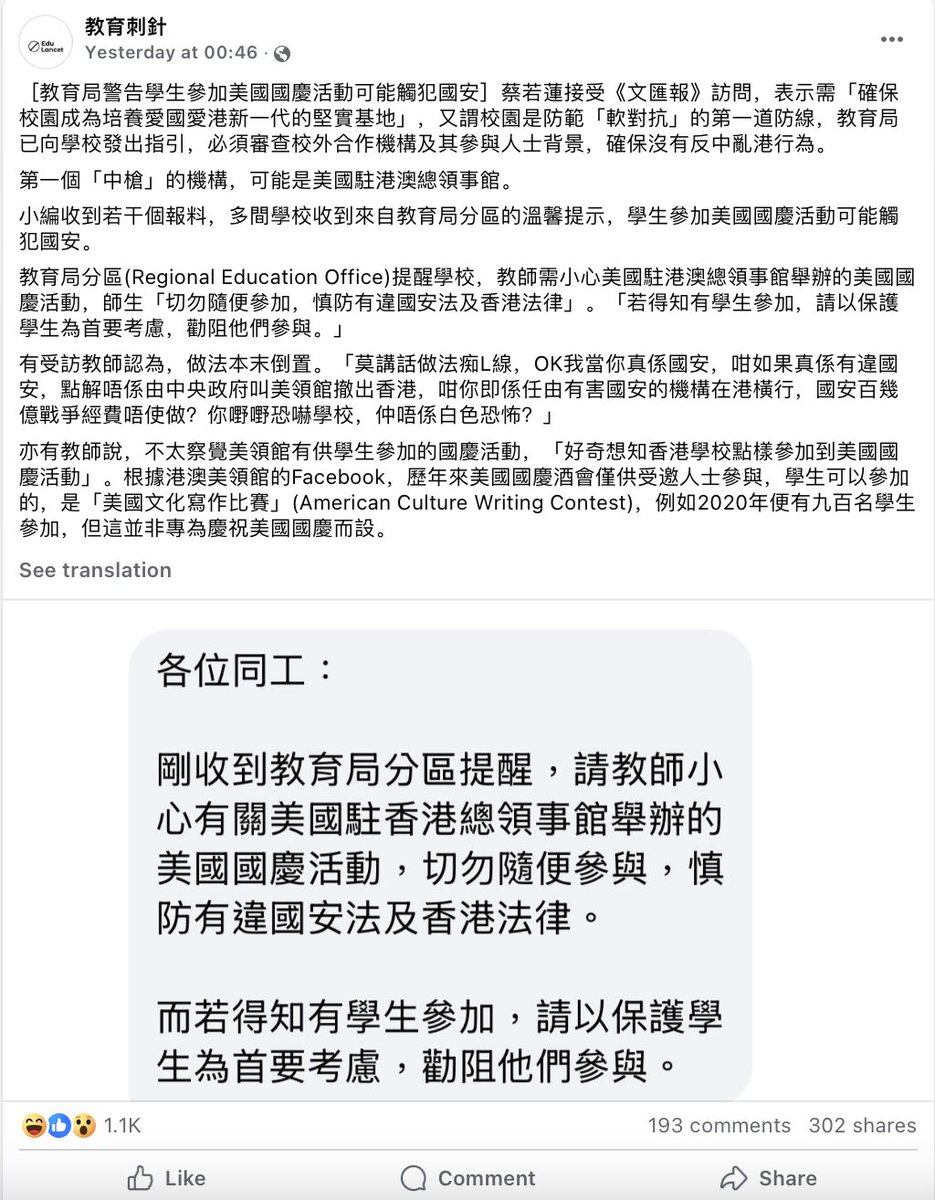 Edu
Lancet
教育刺針
Yesterday at 00:46 ·
［教育局警告學生參加美國國慶活動可能觸犯國安］蔡若蓮接受《文匯報》訪問，表示需「確保
校園成為培養愛國愛港新一代的堅實基地」，又謂校園是防範「軟對抗」的第一道防線，教育局
已向學校發出指引，必須審查校外合作機構及其參與人士背景，確保沒有反中亂港行為。
第一個「中槍」的機構，可能是美國駐港澳總領事館。
小編收到若干個報料，多間學校收到來自教育局分區的溫馨提示，學生參加美國國慶活動可能觸
犯國安。
教育局分區(Regional Education Office)提醒學校，教師需小心美國駐港澳總領事館舉辦的美國國
慶活動，師生「切勿隨便參加，慎防有違國安法及香港法律」。「若得知有學生參加，請以保護
學生為首要考慮，勸阻他們參與。」
有受訪教師認為，做法本末倒置。「莫講話做法痴L線，OK我當你真係國安，咁如果真係有違國
安，點解唔係由中央政府叫美領館撤出香港，咁你即係任由有害國安的機構在港橫行，國安百幾
億戰爭經費唔使做？你嘢嘢恐嚇學校，仲唔係白色恐怖？」
亦有教師說，不太察覺美領館有供學生參加的國慶活動，「好奇想知香港學校點樣參加到美國國
慶活動」。根據港澳美領館的Facebook，歷年來美國國慶酒會僅供受邀人士參與，學生可以參加
的，是「美國文化寫作比賽」(American Culture Writing Contest)，例如2020年便有九百名學生
參加，但這並非專為慶祝美國國慶而設。
See translation
各位同工：
剛收到教育局分區提醒，請教師小
心有關美國駐香港總領事館舉辦的
美國國慶活動，切勿隨便參與，慎
防有違國安法及香港法律。
而若得知有學生參加，請以保護學
生為首要考慮，勸阻他們參與。
1.1K
193 comments 302 shares
Like
Comment
Share